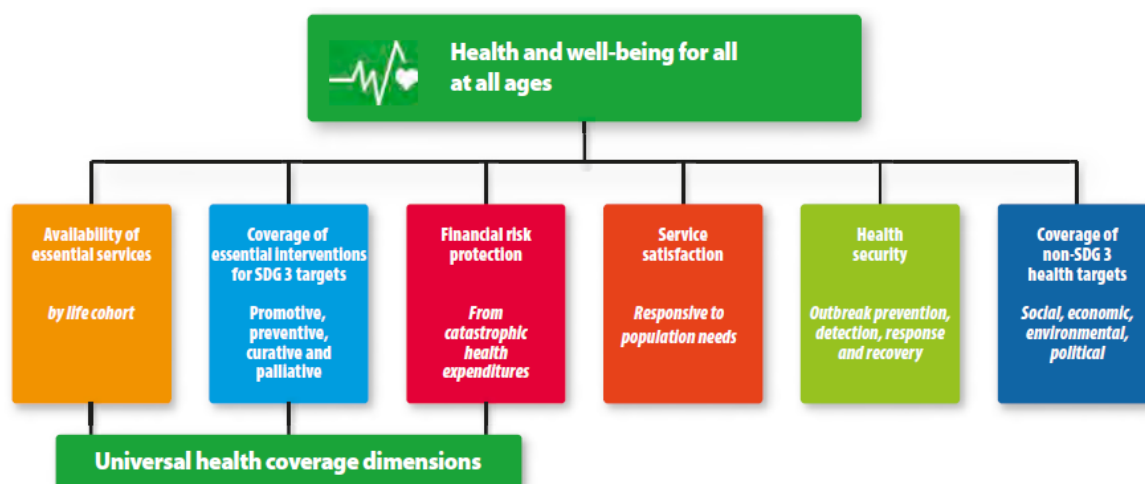 Health and well-being for all
at all ages
Availability of
essential services
by life cohort
Coverage of
essential interventions
for SDG 3 targets
Promotive,
preventive,
curative and
palliative
Financial risk
protection
From
catastrophic
health
expenditures
Service
satisfaction
Responsive to
population needs
Health
security
Outbreak prevention,
detection, response
and recovery
Coverage of
non-SDG 3
health targets
Social, economic,
environmental,
political
Universal health coverage dimensions